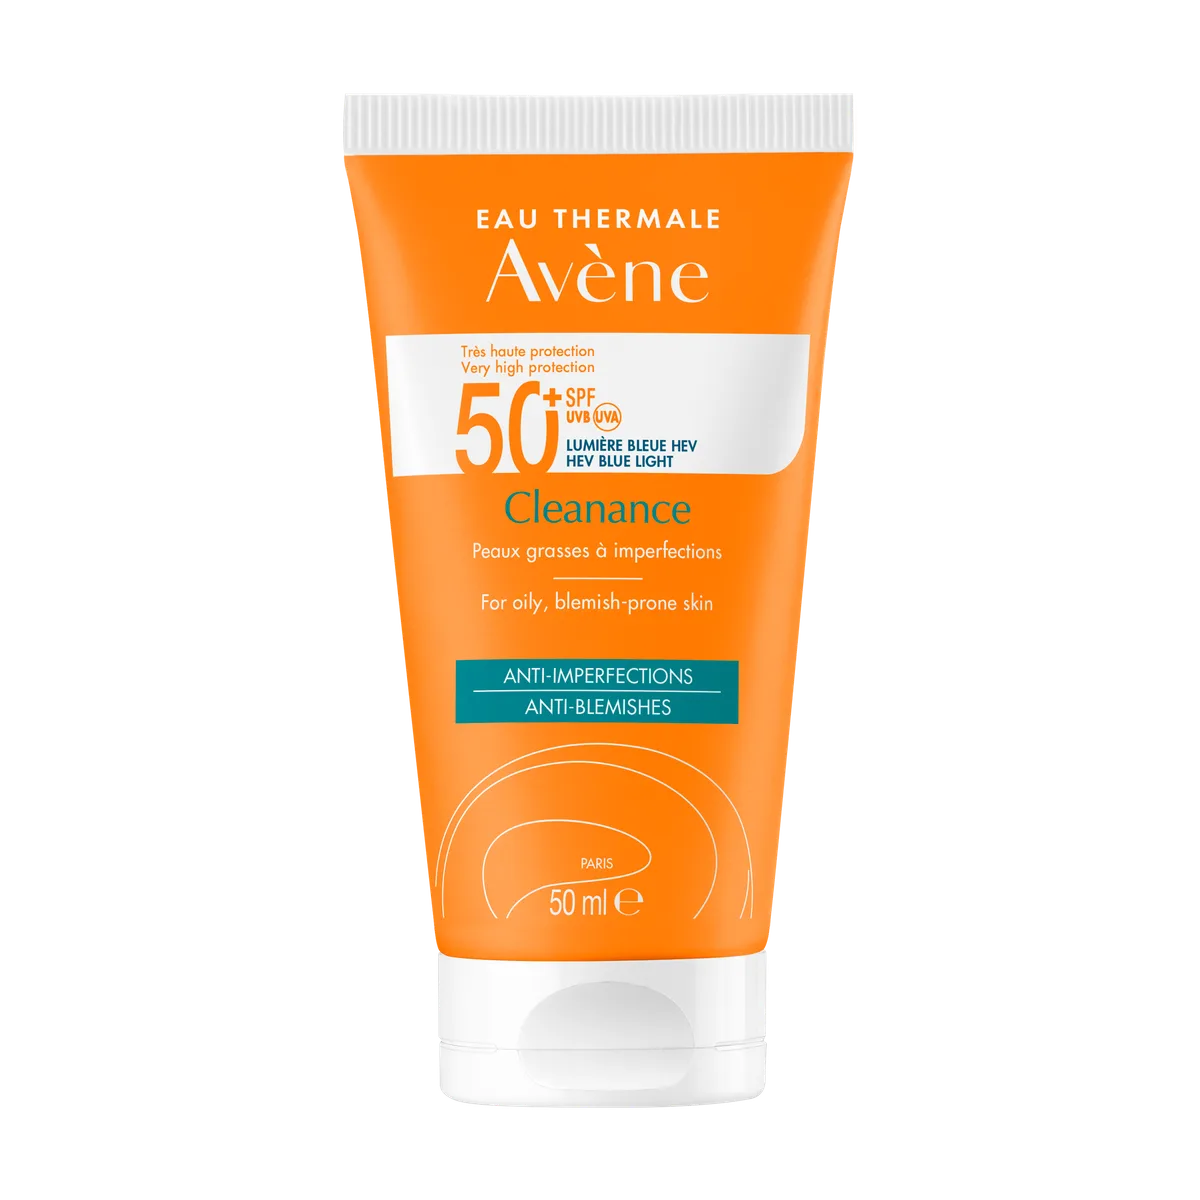 EAU THERMALE
Avène
Très haute protection
Very high protection
50+ SPF
UVB UVA
LUMIÈRE BLEUE HEV
HEV BLUE LIGHT
Cleanance
Peaux grasses à imperfections
For oily, blemish-prone skin
ANTI-IMPERFECTIONS
ANTI-BLEMISHES
PARIS
50 ml ℮